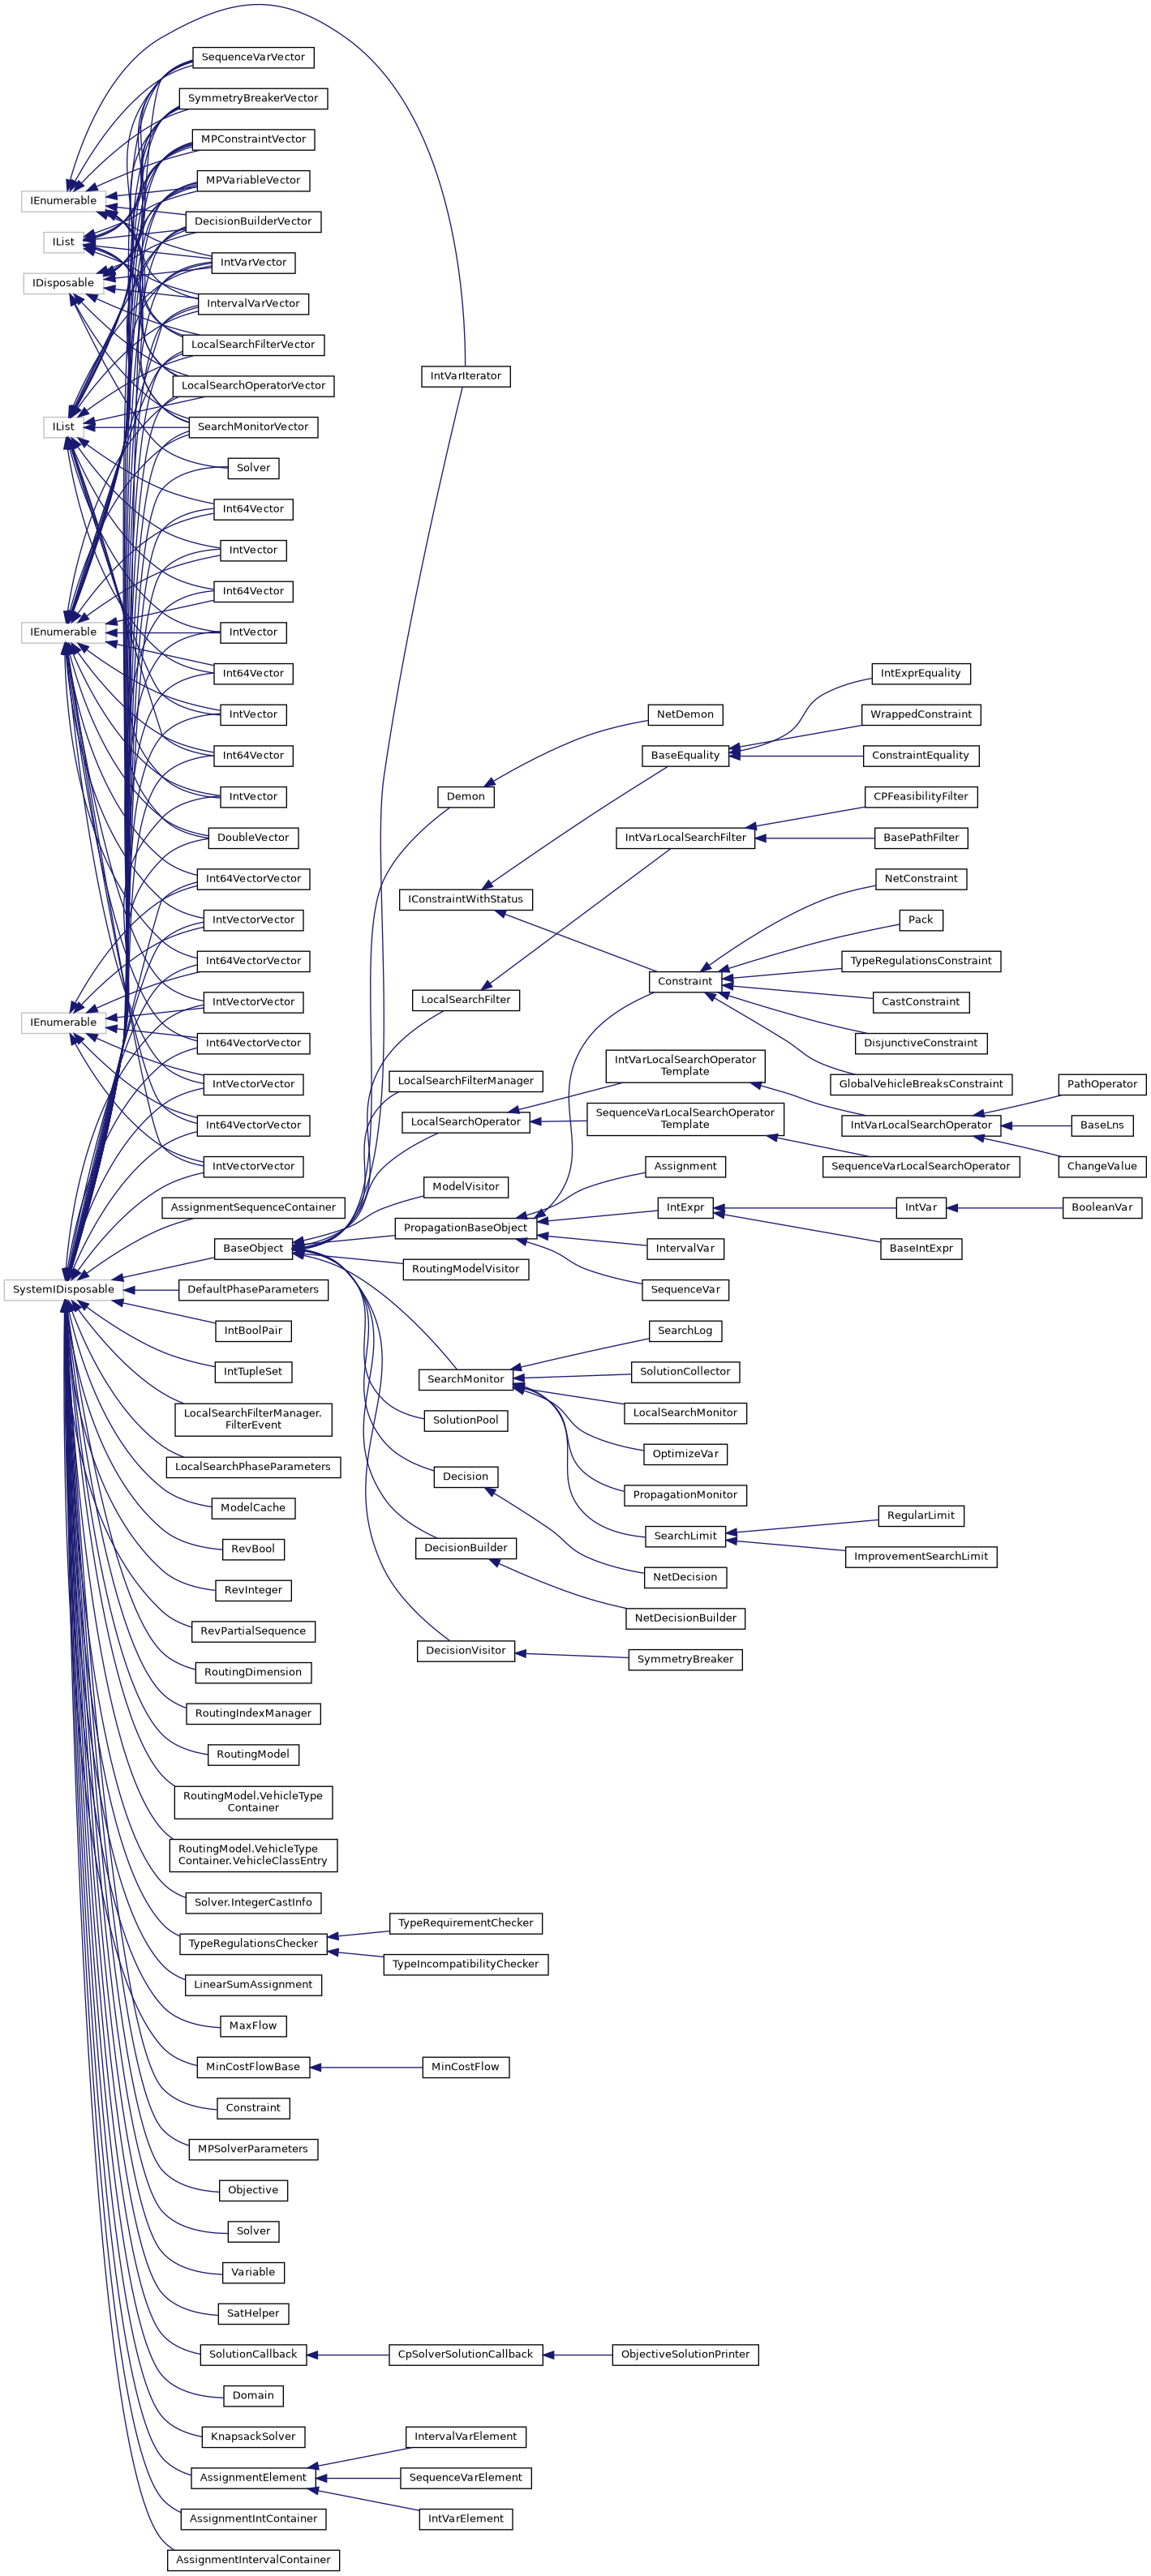 SequenceVarVector
SymmetryBreakerVector
MPConstraintVector
MPVariableVector
IEnumerable
DecisionBuilderVector
IList
IntVarVector
IDisposable
IntervalVarVector
LocalSearchFilterVector
IntVarIterator
LocalSearchOperatorVector
IList
SearchMonitorVector
Solver
Int64Vector
IntVector
Int64Vector
IEnumerable
IntVector
Int64Vector
IntExprEquality
IntVector
NetDemon
WrappedConstraint
Int64Vector
BaseEquality
ConstraintEquality
IntVector
Demon
CPFeasibilityFilter
DoubleVector
IntVarLocalSearchFilter
BasePathFilter
Int64VectorVector
NetConstraint
IConstraintWithStatus
IntVectorVector
Pack
Int64VectorVector
TypeRegulationsConstraint
Constraint
IntVectorVector
LocalSearchFilter
CastConstraint
IEnumerable
Int64VectorVector
DisjunctiveConstraint
IntVarLocalSearchOperator
Template
IntVectorVector
LocalSearchFilterManager
GlobalVehicleBreaksConstraint
PathOperator
SequenceVarLocalSearchOperator
Template
Int64VectorVector
LocalSearchOperator
IntVarLocalSearchOperator
BaseLns
IntVectorVector
Assignment
SequenceVarLocalSearchOperator
ChangeValue
AssignmentSequenceContainer
ModelVisitor
IntExpr
IntVar
BooleanVar
PropagationBaseObject
BaseObject
IntervalVar
BaseIntExpr
RoutingModelVisitor
SystemIDisposable
DefaultPhaseParameters
SequenceVar
IntBoolPair
SearchLog
IntTupleSet
SearchMonitor
SolutionCollector
LocalSearchFilterManager.
FilterEvent
SolutionPool
LocalSearchMonitor
OptimizeVar
LocalSearchPhaseParameters
Decision
PropagationMonitor
ModelCache
RegularLimit
SearchLimit
RevBool
DecisionBuilder
ImprovementSearchLimit
NetDecision
RevInteger
NetDecisionBuilder
RevPartialSequence
DecisionVisitor
SymmetryBreaker
RoutingDimension
RoutingIndexManager
RoutingModel
RoutingModel.VehicleType
Container
RoutingModel.VehicleType
Container.VehicleClassEntry
Solver.IntegerCastInfo
TypeRequirementChecker
TypeRegulationsChecker
TypeIncompatibilityChecker
LinearSumAssignment
MaxFlow
MinCostFlowBase
MinCostFlow
Constraint
MPSolverParameters
Objective
Solver
Variable
SatHelper
SolutionCallback
CpSolverSolutionCallback
ObjectiveSolutionPrinter
Domain
KnapsackSolver
IntervalVarElement
AssignmentElement
SequenceVarElement
AssignmentIntContainer
IntVarElement
AssignmentIntervalContainer